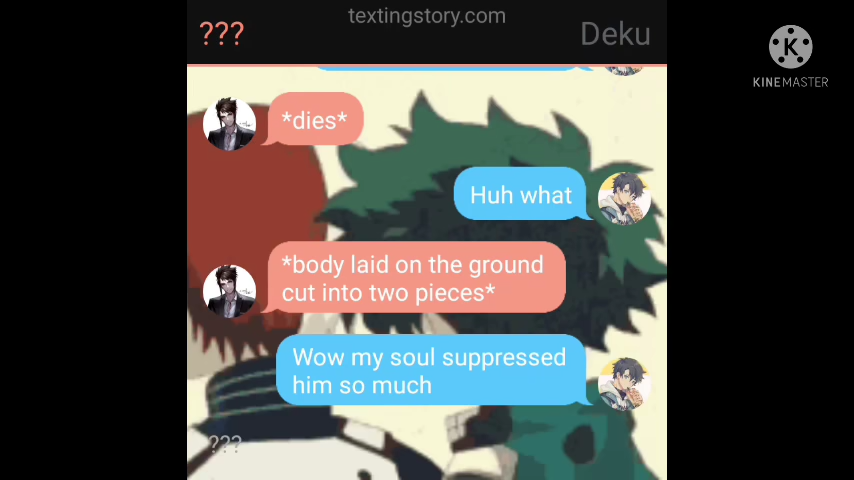 textingstory.com
???
Deku
KINEMASTER
*dies*
Huh what
*body laid on the ground
cut into two pieces*
Wow my soul suppressed
him so much
???